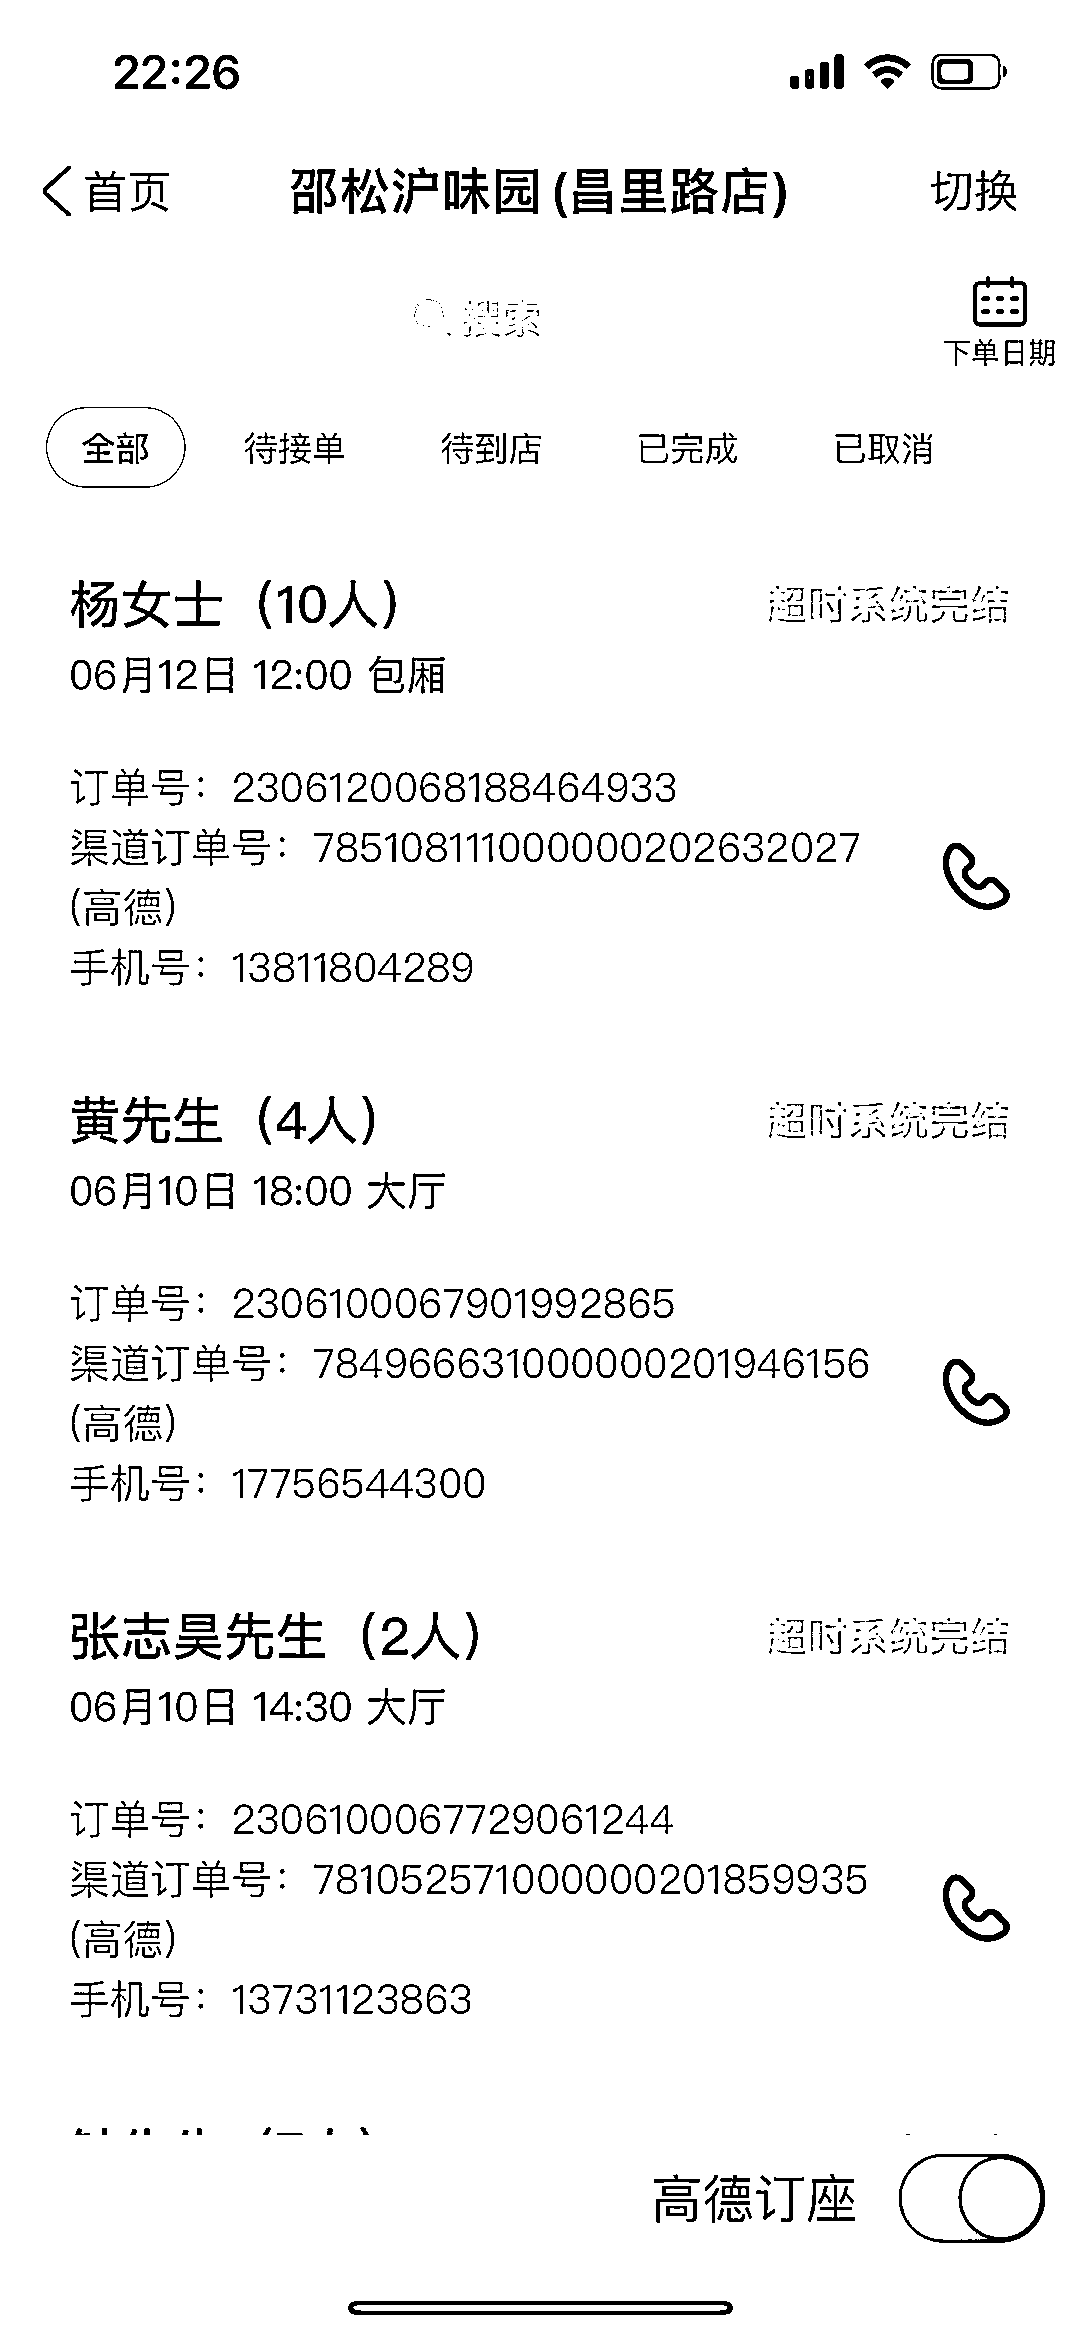 22:26
首页 邵松沪味园(昌里路店) 切换
搜索
下单日期
全部 待接单 待到店 已完成 已取消
杨女士（10人） 超时系统完结
06月12日 12:00 包厢
订单号：2306120068188464933
渠道订单号：7851081110000000202632027
(高德)
手机号：13811804289
黄先生（4人） 超时系统完结
06月10日 18:00 大厅
订单号：2306100067901992865
渠道订单号：7849666310000000201946156
(高德)
手机号：17756544300
张志昊先生（2人） 超时系统完结
06月10日 14:30 大厅
订单号：2306100067729061244
渠道订单号：7810525710000000201859935
(高德)
手机号：13731123863
高德订座